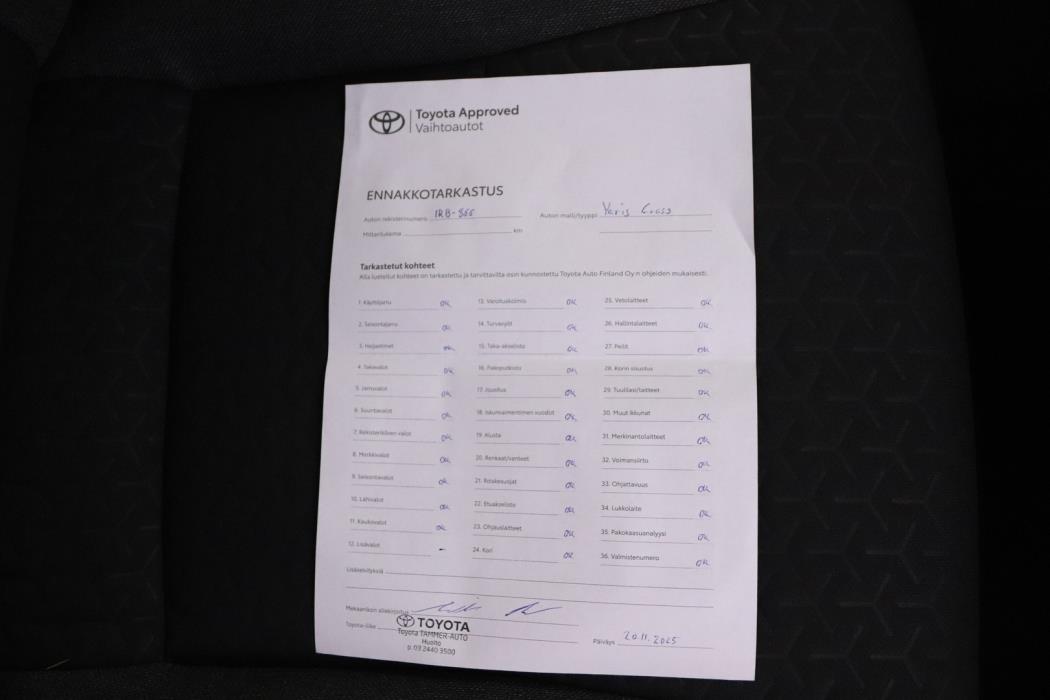 Toyota Approved
Vaihtoautot
ENNAKKOTARKASTUS
Auton rekisterinumero IRB-866 Auton malli/tyyppi Yaris Cross
Mittarilukema km
Tarkastetut kohteet
Alla luetellut kohteet on tarkastettu ja tarvittavilta osin kunnostettu Toyota Auto Finland Oy:n ohjeiden mukaisesti.
1. Käyttöjarru OK 13. Varoituskolmio OK 25. Vetolaitteet OK
2. Seisontajarru OK 14. Turvavyöt OK 26. Hallintalaitteet OK
3. Heijastimet OK 15. Taka-akselisto OK 27. Peilit OK
4. Takavalot OK 16. Pakoputkisto OK 28. Korin sisustus OK
5. Jarruvalot OK 17. Jousitus OK 29. Tuulilasi/laitteet OK
6. Suuntavalot OK 18. Iskunvaimentimien vuodot OK 30. Muut ikkunat OK
7. Rekisterikilven valot OK 19. Alusta OK 31. Merkinantolaitteet OK
8. Merkkivalot OK 20. Renkaat/vanteet OK 32. Voimansiirto OK
9. Seisontavalot OK 21. Roiskesuojat OK 33. Ohjattavuus OK
10. Lähivalot OK 22. Etuakselisto OK 34. Lukkolaite OK
11. Kaukovalot OK 23. Ohjauslaitteet OK 35. Pakokaasuanalyysi OK
12. Lisävalot - 24. Kori OK 36. Valmistenumero OK
Lisäselvityksiä
Mekaanikon allekirjoitus
Toyota-liike TOYOTA
Toyota TAMMER-AUTO
Huolto
p. 03 2440 3500
Päiväys 20.11.2025